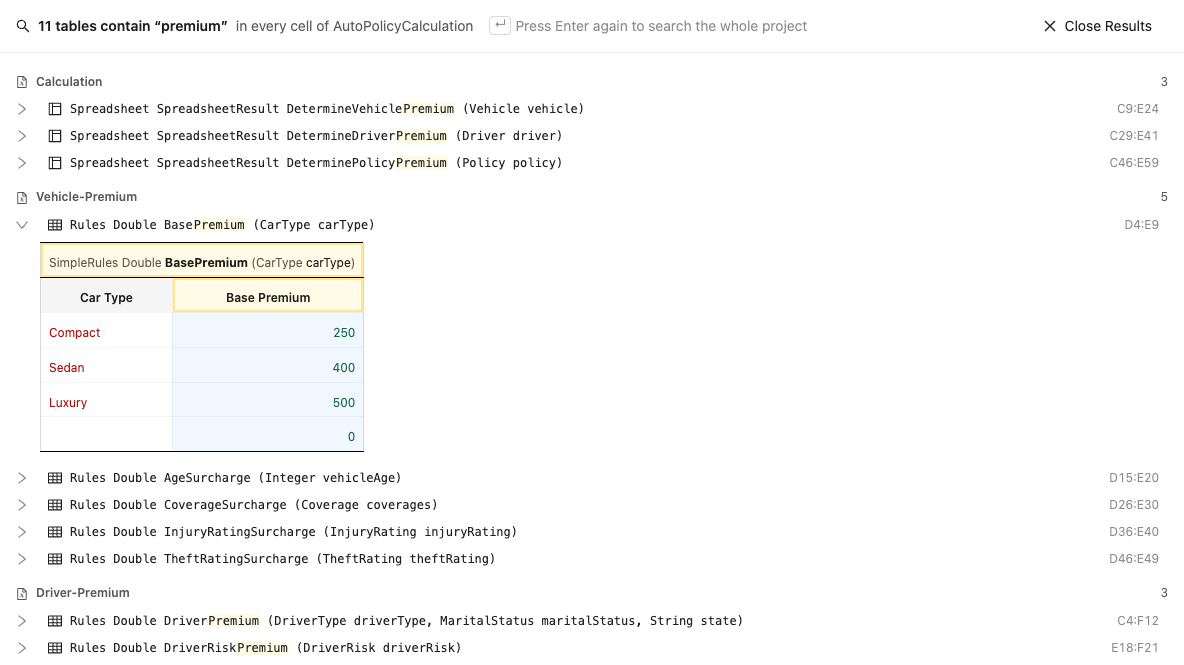 11 tables contain “premium” in every cell of AutoPolicyCalculation Press Enter again to search the whole project Close Results
Calculation 3
Spreadsheet SpreadsheetResult DetermineVehiclePremium (Vehicle vehicle) C9:E24
Spreadsheet SpreadsheetResult DetermineDriverPremium (Driver driver) C29:E41
Spreadsheet SpreadsheetResult DeterminePolicyPremium (Policy policy) C46:E59
Vehicle-Premium 5
Rules Double BasePremium (CarType carType) D4:E9
SimpleRules Double BasePremium (CarType carType)
Car Type Base Premium
Compact 250
Sedan 400
Luxury 500
0
Rules Double AgeSurcharge (Integer vehicleAge) D15:E20
Rules Double CoverageSurcharge (Coverage coverages) D26:E30
Rules Double InjuryRatingSurcharge (InjuryRating injuryRating) D36:E40
Rules Double TheftRatingSurcharge (TheftRating theftRating) D46:E49
Driver-Premium 3
Rules Double DriverPremium (DriverType driverType, MaritalStatus maritalStatus, String state) C4:F12
Rules Double DriverRiskPremium (DriverRisk driverRisk) E18:F21